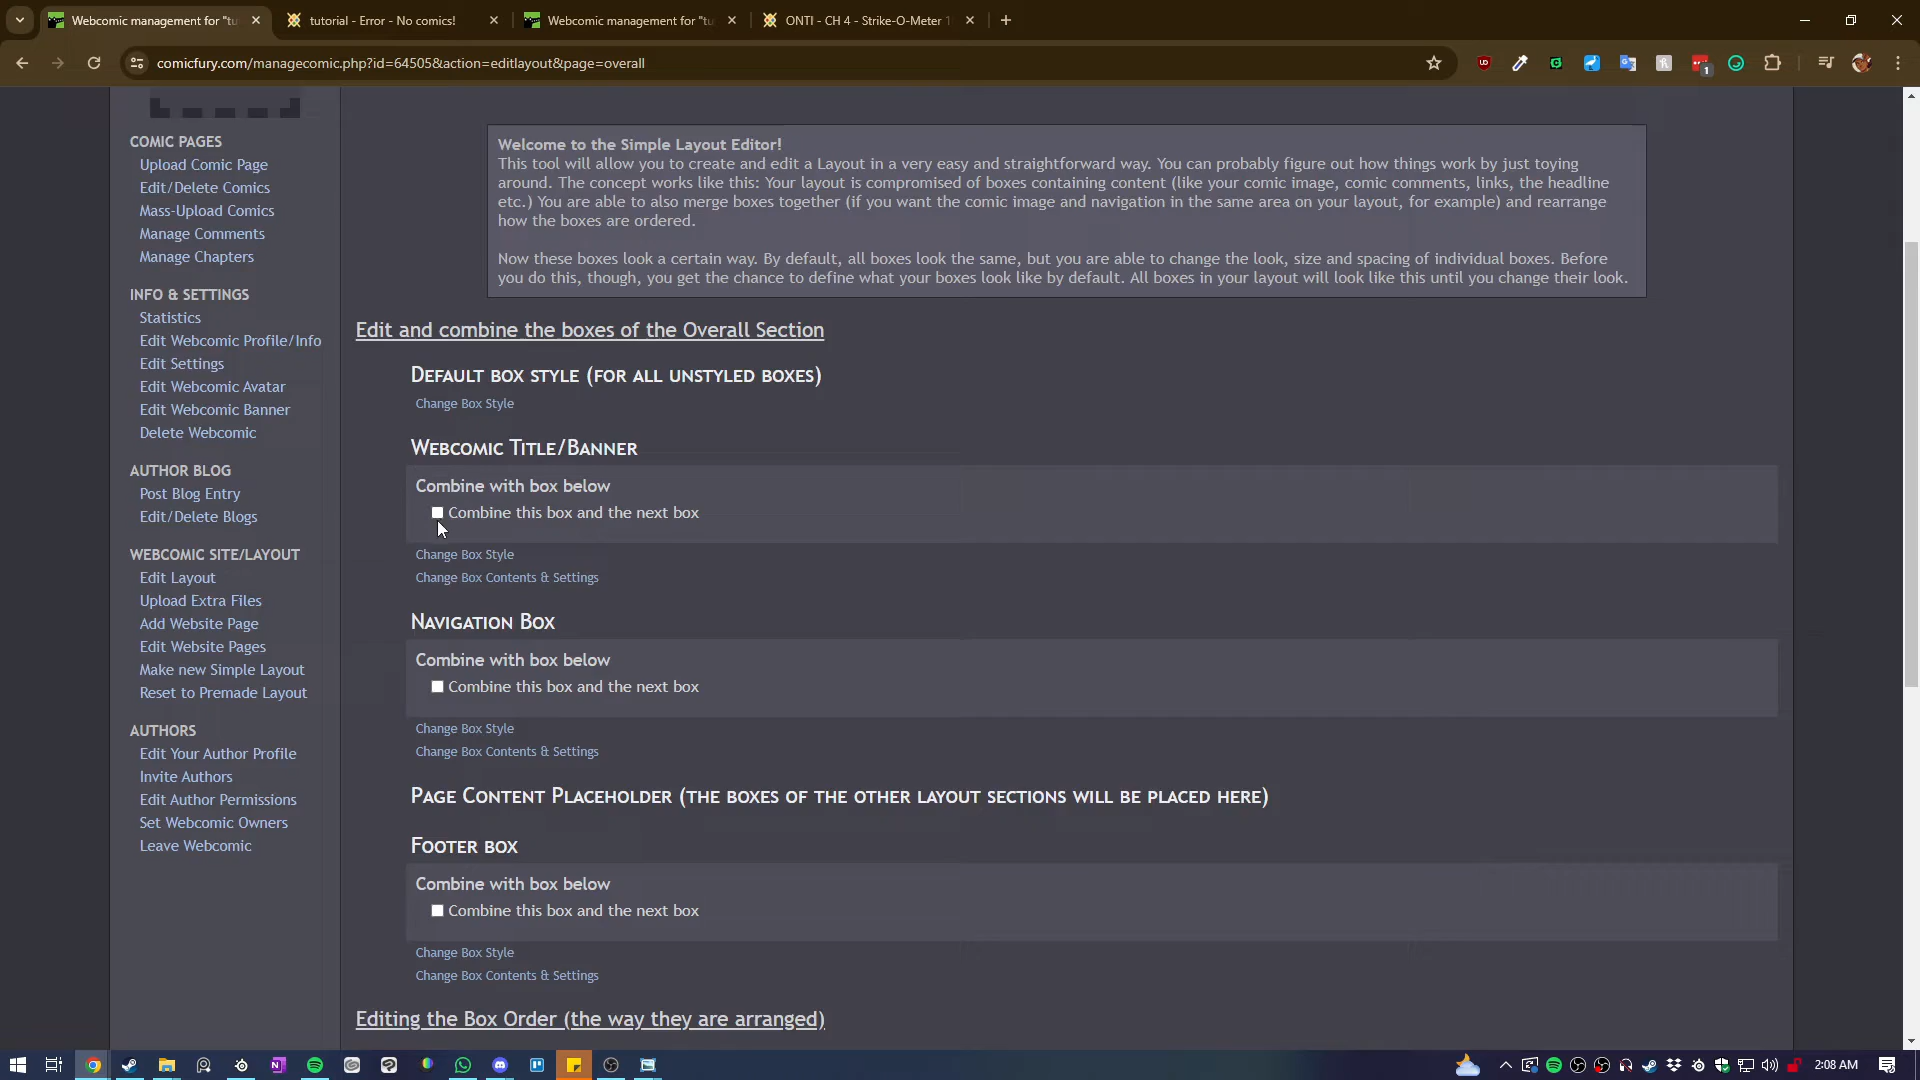 Webcomic management for "tu
tutorial - Error - No comics!
Webcomic management for "tu
ONTI - CH 4 - Strike-O-Meter 1
comicfury.com/managecomic.php?id=64505&action=editlayout&page=overall
COMIC PAGES
Upload Comic Page
Edit/Delete Comics
Mass-Upload Comics
Manage Comments
Manage Chapters
INFO & SETTINGS
Statistics
Edit Webcomic Profile/Info
Edit Settings
Edit Webcomic Avatar
Edit Webcomic Banner
Delete Webcomic
AUTHOR BLOG
Post Blog Entry
Edit/Delete Blogs
WEBCOMIC SITE/LAYOUT
Edit Layout
Upload Extra Files
Add Website Page
Edit Website Pages
Make new Simple Layout
Reset to Premade Layout
AUTHORS
Edit Your Author Profile
Invite Authors
Edit Author Permissions
Set Webcomic Owners
Leave Webcomic
Welcome to the Simple Layout Editor!
This tool will allow you to create and edit a Layout in a very easy and straightforward way. You can probably figure out how things work by just toying
around. The concept works like this: Your layout is compromised of boxes containing content (like your comic image, comic comments, links, the headline
etc.) You are able to also merge boxes together (if you want the comic image and navigation in the same area on your layout, for example) and rearrange
how the boxes are ordered.
Now these boxes look a certain way. By default, all boxes look the same, but you are able to change the look, size and spacing of individual boxes. Before
you do this, though, you get the chance to define what your boxes look like by default. All boxes in your layout will look like this until you change their look.
Edit and combine the boxes of the Overall Section
Default box style (for all unstyled boxes)
Change Box Style
Webcomic Title/Banner
Combine with box below
Combine this box and the next box
Change Box Style
Change Box Contents & Settings
Navigation Box
Combine with box below
Combine this box and the next box
Change Box Style
Change Box Contents & Settings
Page Content Placeholder (the boxes of the other layout sections will be placed here)
Footer box
Combine with box below
Combine this box and the next box
Change Box Style
Change Box Contents & Settings
Editing the Box Order (the way they are arranged)
2:08 AM